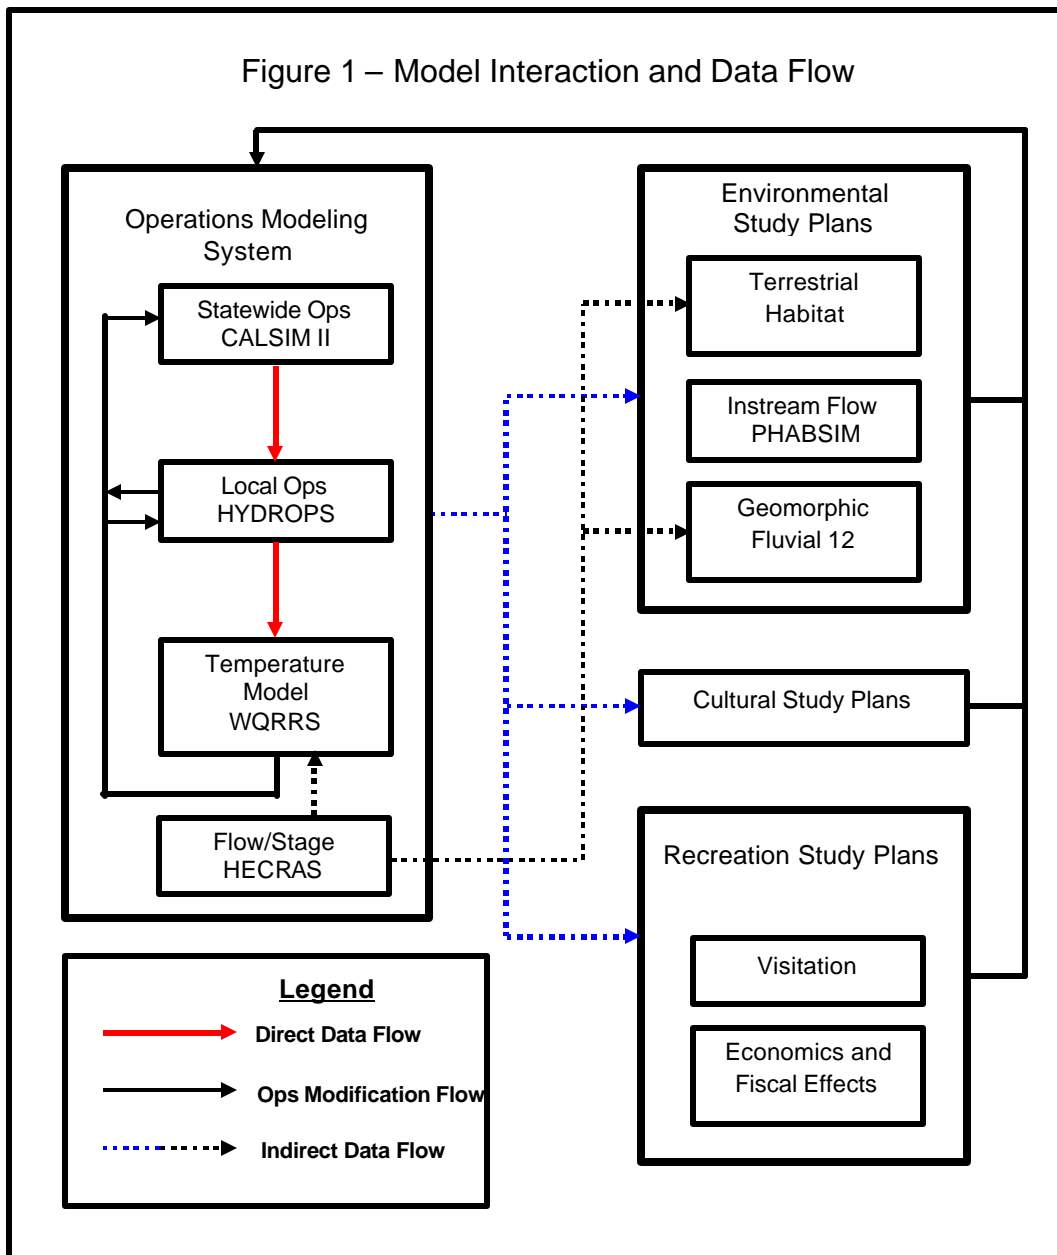 Figure 1 – Model Interaction and Data Flow
Operations Modeling
System
Statewide Ops
CALSIM II
Local Ops
HYDROPS
Temperature
Model
WQRRS
Flow/Stage
HECRAS
Environmental
Study Plans
Terrestrial
Habitat
Instream Flow
PHABSIM
Geomorphic
Fluvial 12
Cultural Study Plans
Recreation Study Plans
Visitation
Economics and
Fiscal Effects
Legend
Direct Data Flow
Ops Modification Flow
Indirect Data Flow